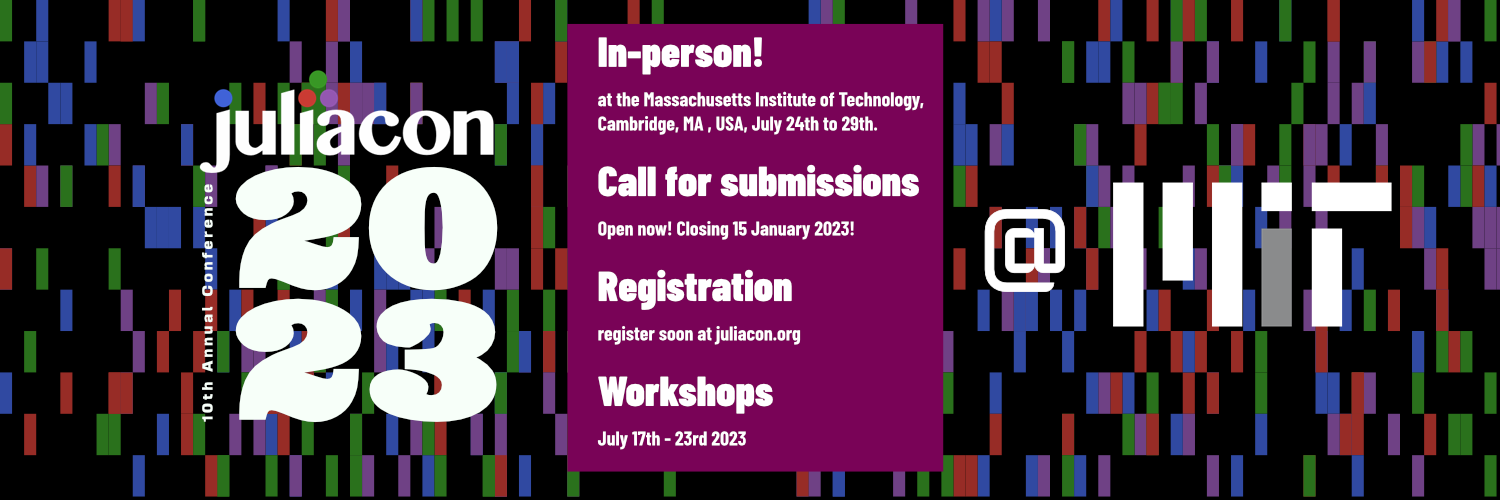 juliacon
20
23
10th Annual Conference
In-person!
at the Massachusetts Institute of Technology,
Cambridge, MA , USA, July 24th to 29th.
Call for submissions
Open now! Closing 15 January 2023!
Registration
register soon at juliacon.org
Workshops
July 17th - 23rd 2023
@ MIT